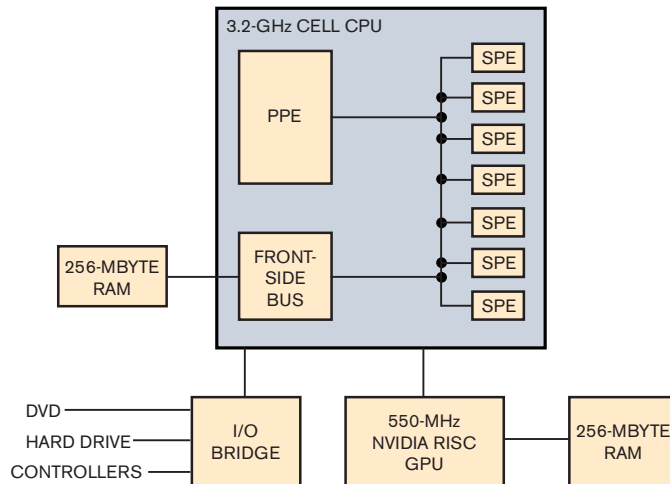 3.2-GHz CELL CPU
PPE
SPE
SPE
SPE
SPE
SPE
SPE
SPE
FRONT-
SIDE
BUS
256-MBYTE
RAM
DVD
HARD DRIVE
CONTROLLERS
I/O
BRIDGE
550-MHz
NVIDIA RISC
GPU
256-MBYTE
RAM